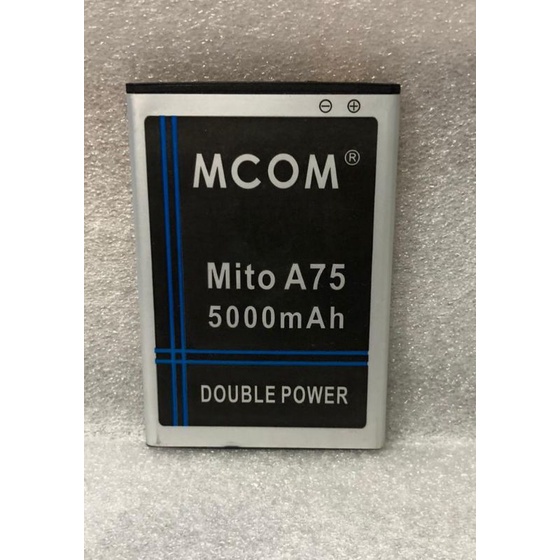 ⊖ ⊕
MCOM®
Mito A75
5000mAh
DOUBLE POWER